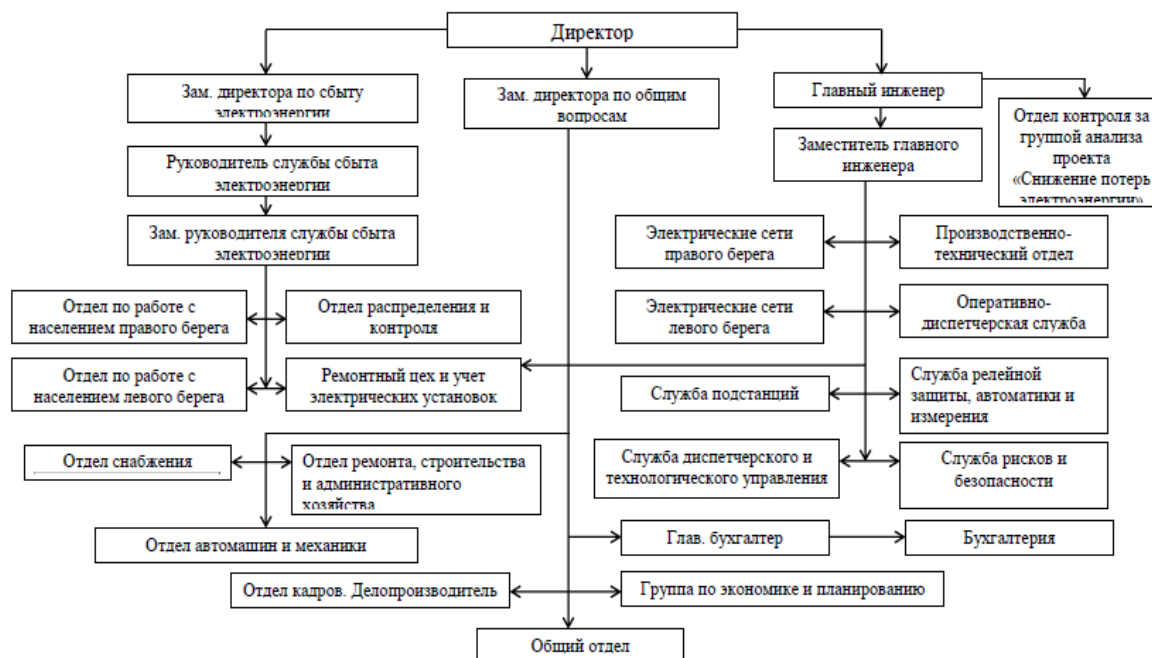 Директор
Зам. директора по сбыту
электроэнергии
Зам. директора по общим
вопросам
Главный инженер
Отдел контроля за
группой анализа
проекта
«Снижение потерь
электроэнергии»
Руководитель службы сбыта
электроэнергии
Заместитель главного
инженера
Зам. руководителя службы сбыта
электроэнергии
Электрические сети
правого берега
Производственно-
технический отдел
Отдел по работе с
населением правого берега
Отдел распределения и
контроля
Электрические сети
левого берега
Оперативно-
диспетчерская служба
Отдел по работе с
населением левого берега
Ремонтный цех и учет
электрических установок
Служба подстанций
Служба релейной
защиты, автоматики и
измерения
Отдел снабжения
Отдел ремонта, строительства
и административного
хозяйства
Служба диспетчерского и
технологического управления
Служба рисков и
безопасности
Отдел автомашин и механики
Глав. бухгалтер
Бухгалтерия
Отдел кадров. Делопроизводитель
Группа по экономике и планированию
Общий отдел